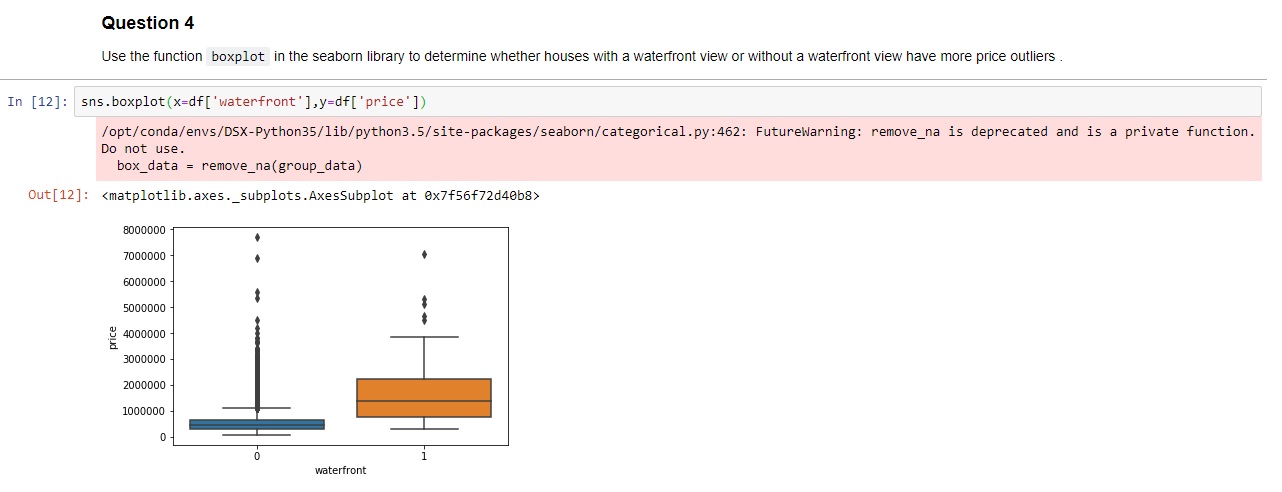 Question 4
Use the function boxplot in the seaborn library to determine whether houses with a waterfront view or without a waterfront view have more price outliers .
In [12]: sns.boxplot(x=df['waterfront'],y=df['price'])
/opt/conda/envs/DSX-Python35/lib/python3.5/site-packages/seaborn/categorical.py:462: FutureWarning: remove_na is deprecated and is a private function.
Do not use.
  box_data = remove_na(group_data)
Out[12]: <matplotlib.axes._subplots.AxesSubplot at 0x7f56f72d40b8>
8000000
7000000
6000000
5000000
4000000
3000000
2000000
1000000
0
price
0 1
waterfront